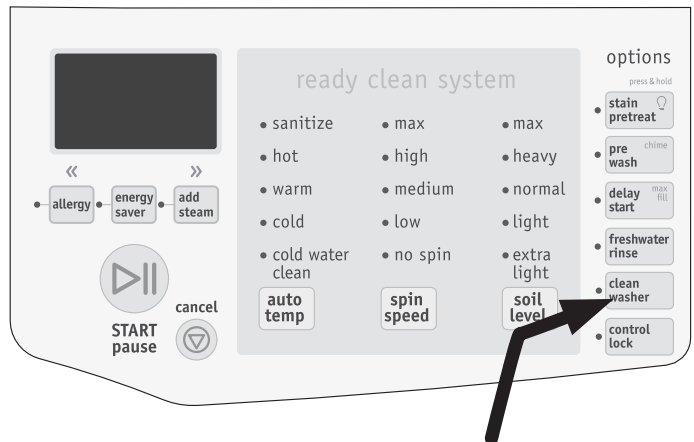 options
press & hold
ready clean system
sanitize
hot
warm
cold
cold water
clean
auto
temp
max
high
medium
low
no spin
spin
speed
max
heavy
normal
light
extra
light
soil
level
stain
pretreat
pre
wash
chime
delay
start
max
fill
freshwater
rinse
clean
washer
control
lock
«
»
allergy
energy
saver
add
steam
START
pause
cancel